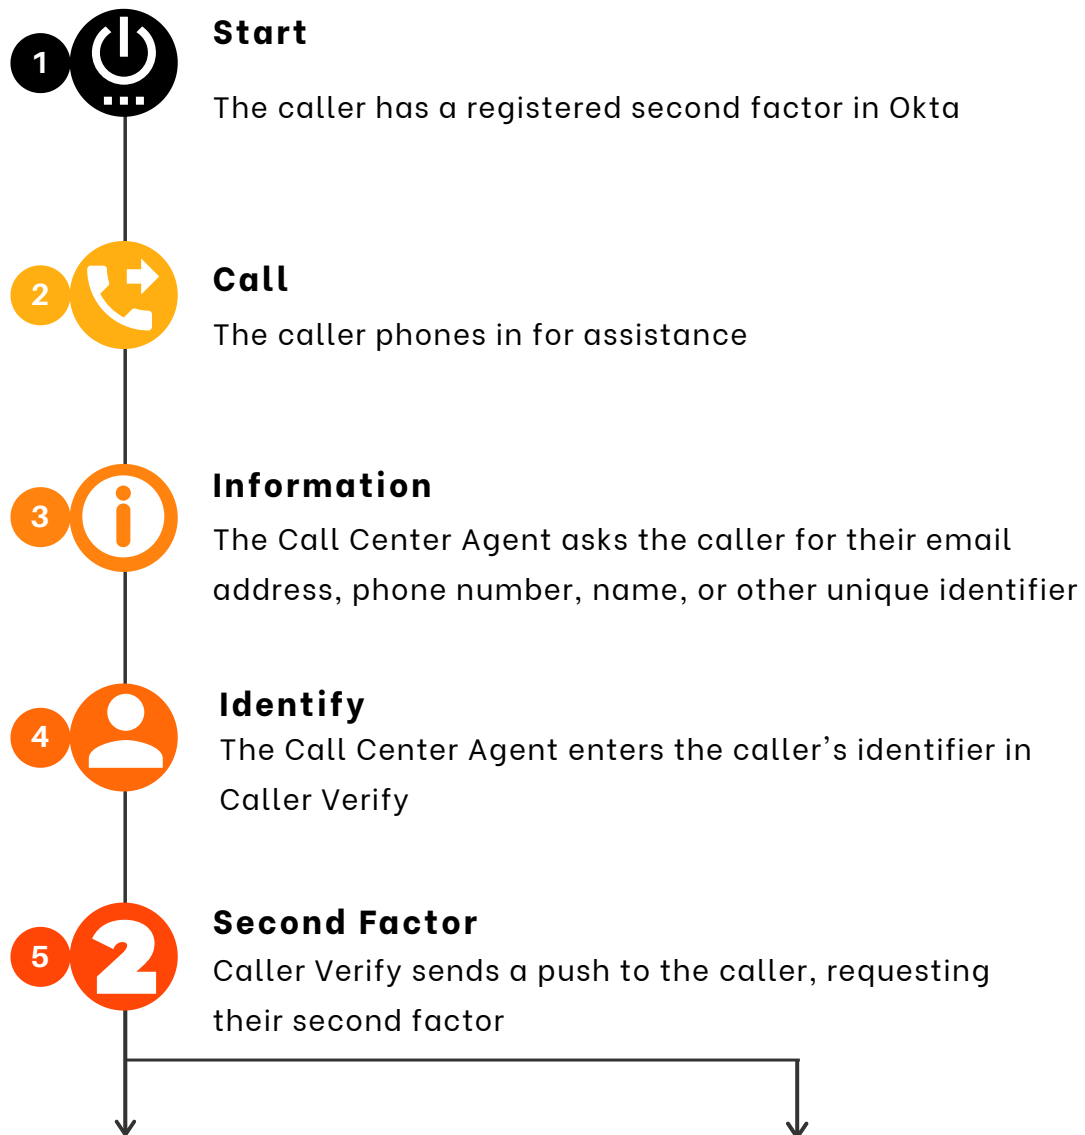 1
Start
The caller has a registered second factor in Okta
2
Call
The caller phones in for assistance
3
Information
The Call Center Agent asks the caller for their email
address, phone number, name, or other unique identifier
4
Identify
The Call Center Agent enters the caller's identifier in
Caller Verify
5
2
Second Factor
Caller Verify sends a push to the caller, requesting
their second factor